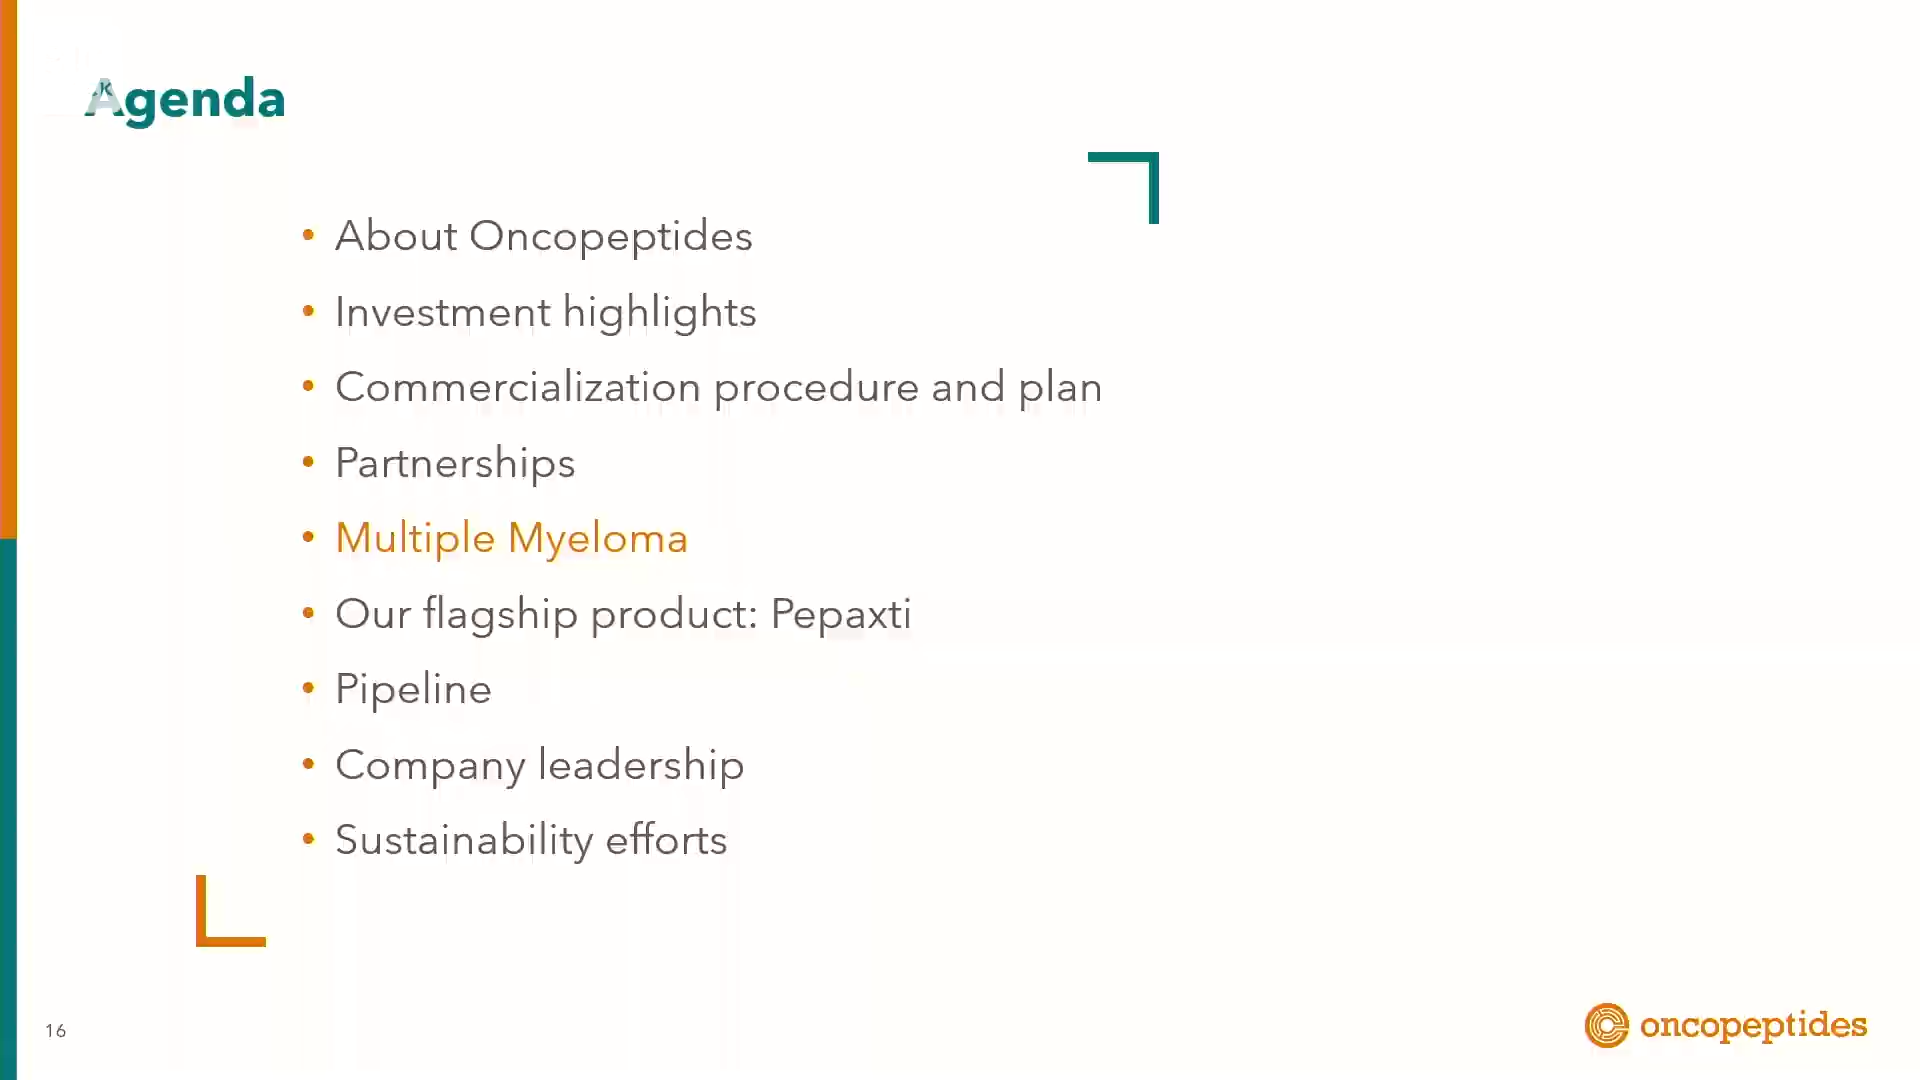 Agenda
• About Oncopeptides
• Investment highlights
• Commercialization procedure and plan
• Partnerships
• Multiple Myeloma
• Our flagship product: Pepaxti
• Pipeline
• Company leadership
• Sustainability efforts
16
oncopeptides